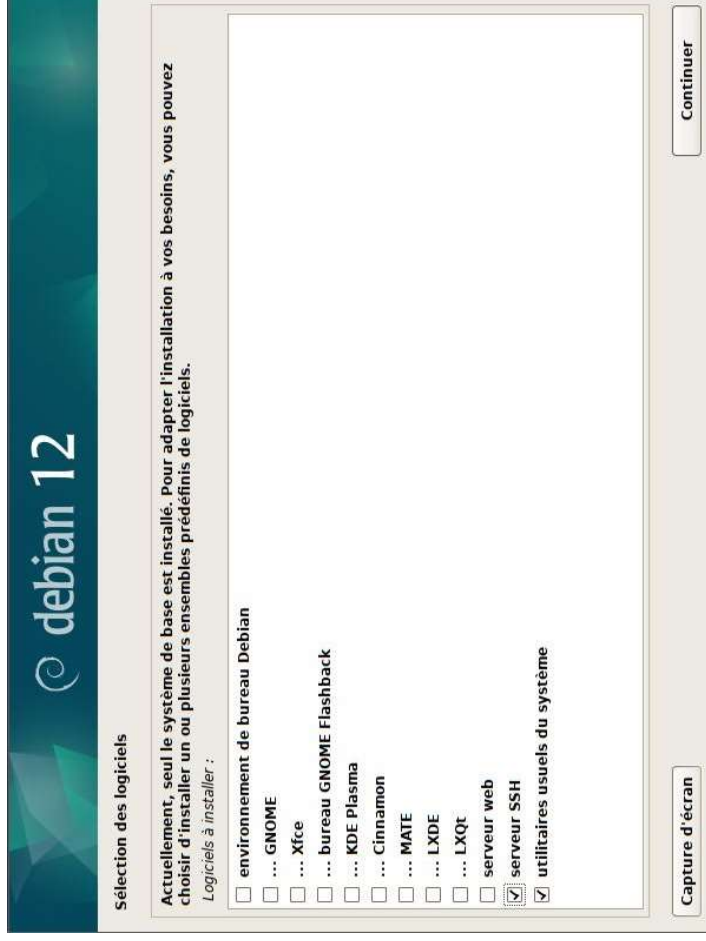 debian 12
Sélection des logiciels
Actuellement, seul le système de base est installé. Pour adapter l'installation à vos besoins, vous pouvez
choisir d'installer un ou plusieurs ensembles prédéfinis de logiciels.
Logiciels à installer :
environnement de bureau Debian
... GNOME
... Xfce
... bureau GNOME Flashback
... KDE Plasma
... Cinnamon
... MATE
... LXDE
... LXQt
serveur web
serveur SSH
utilitaires usuels du système
Capture d'écran
Continuer